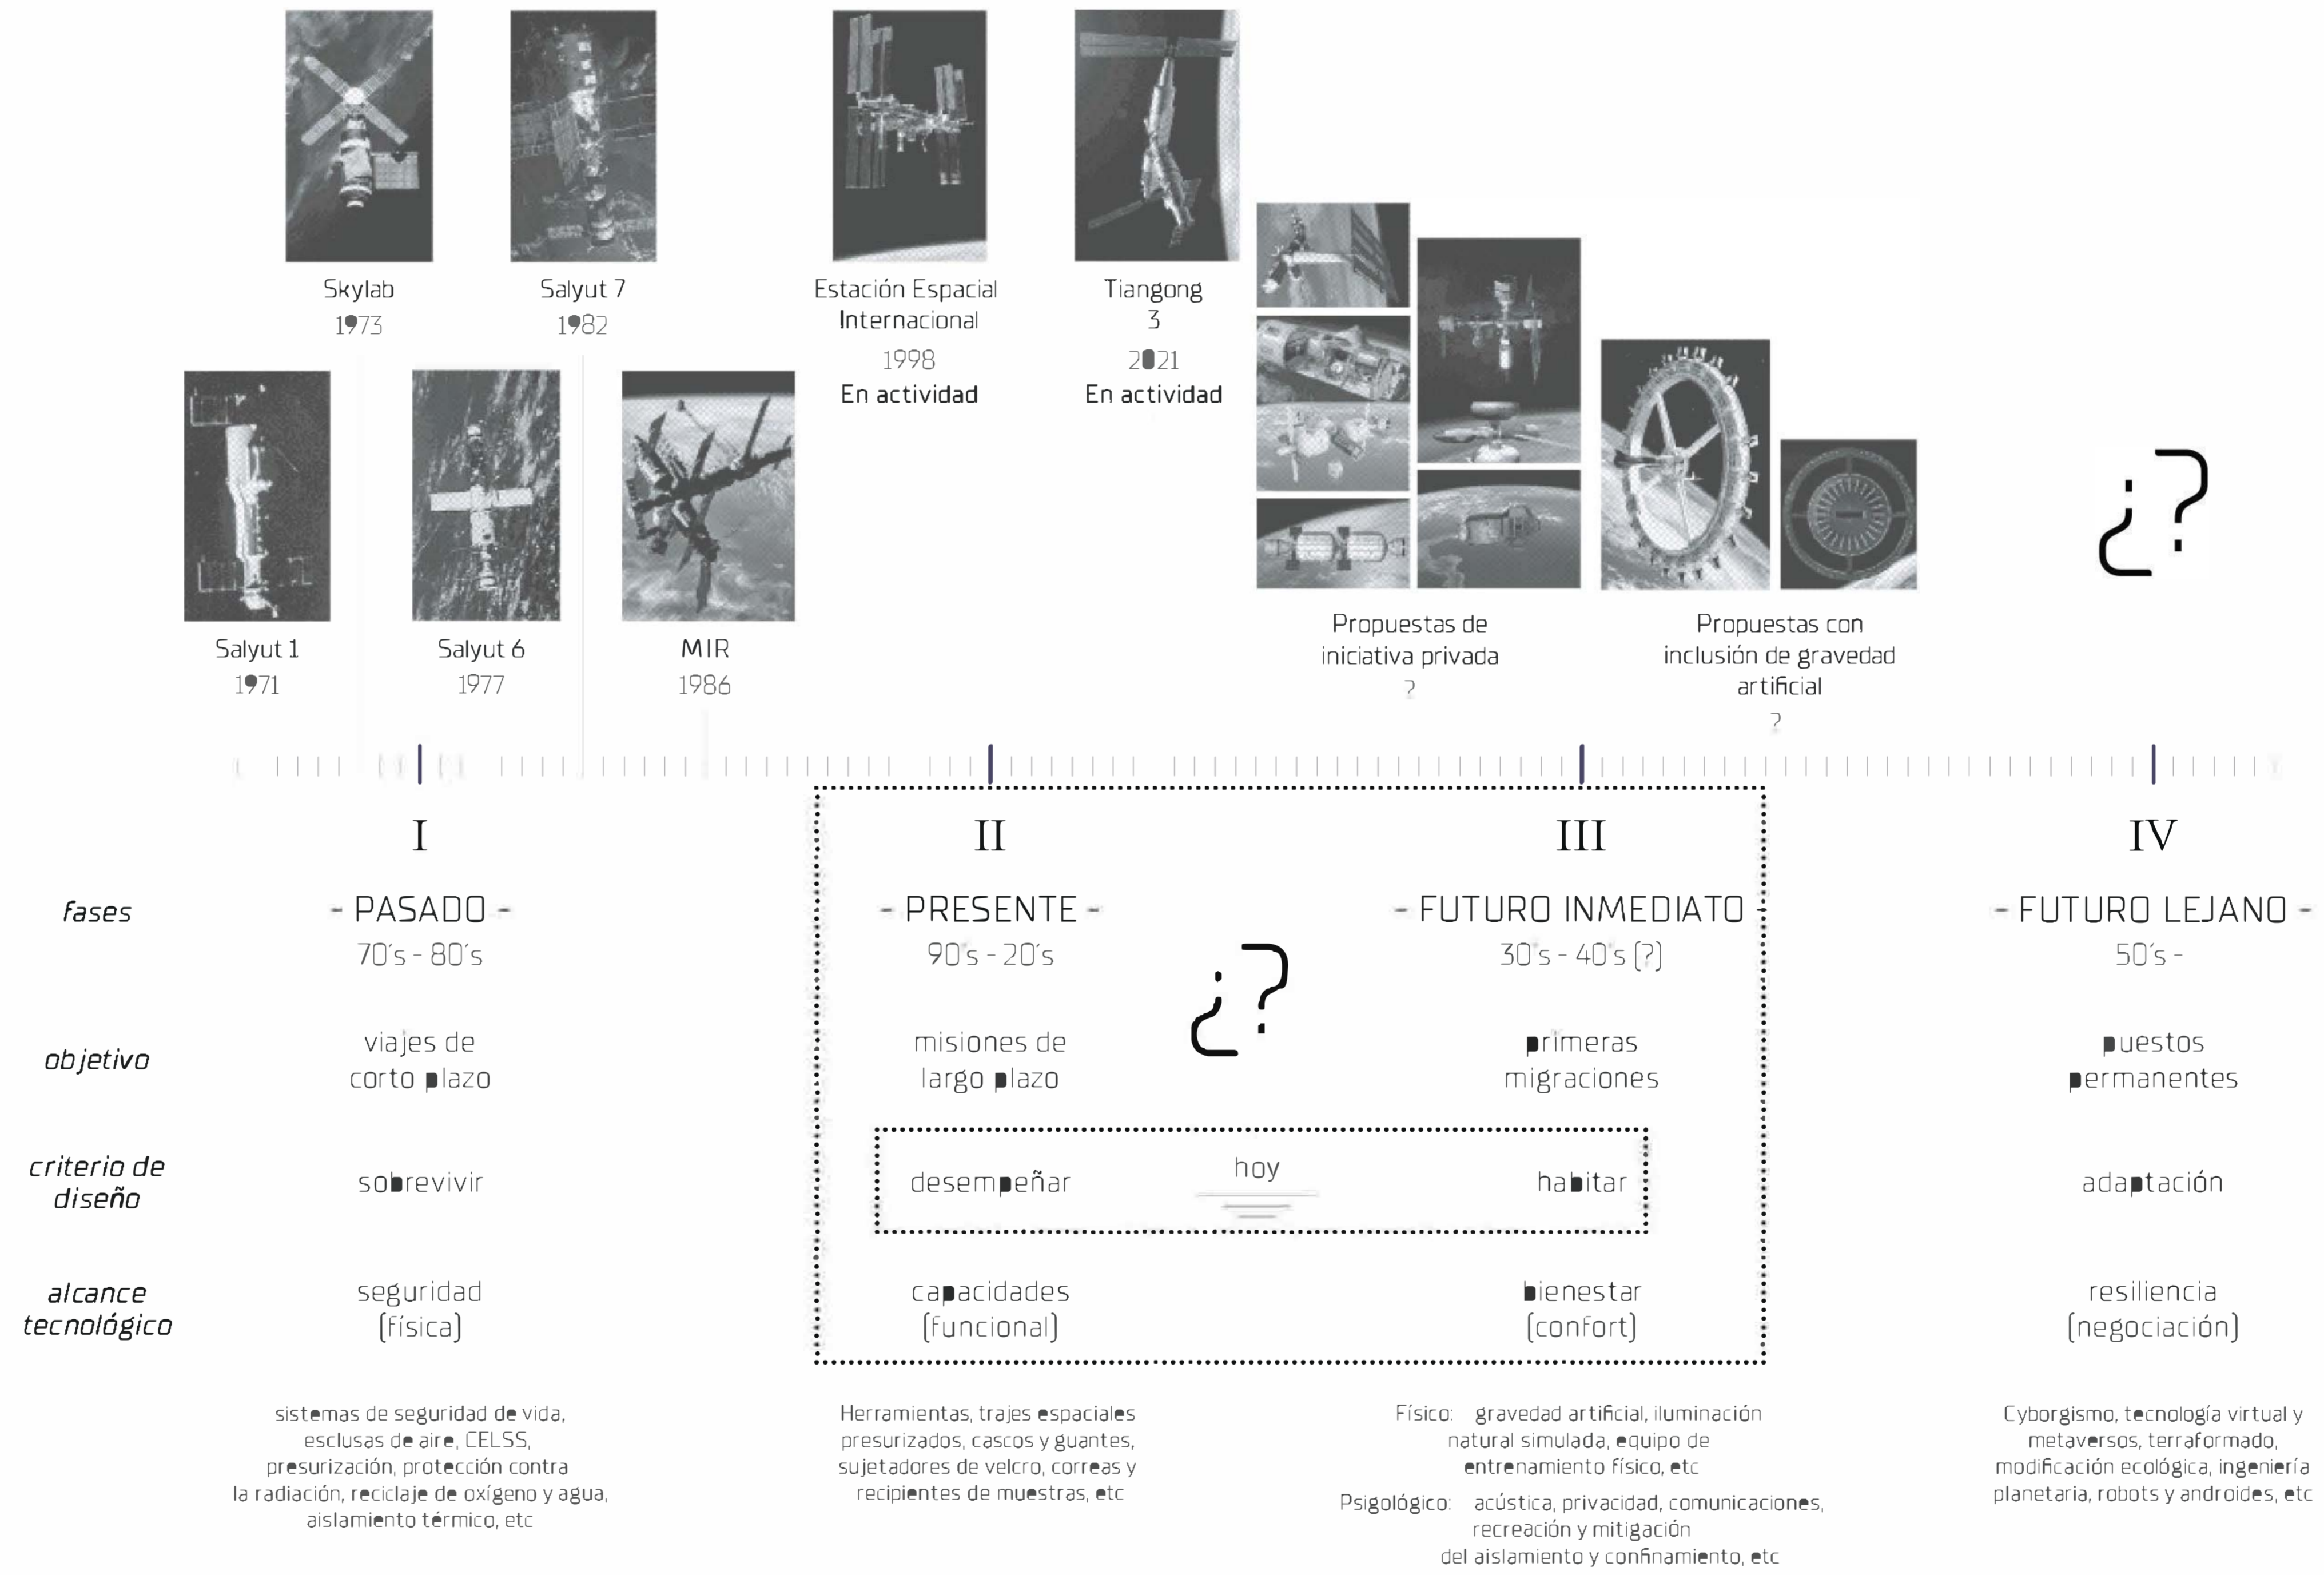 Skylab
1973
Salyut 7
1982
Estación Espacial
Internacional
1998
En actividad
Tiangong
3
2021
En actividad
Salyut 1
1971
Salyut 6
1977
MIR
1986
Propuestas de
iniciativa privada
?
Propuestas con
inclusión de gravedad
artificial
?
¿?
I
II
III
IV
fases
- PASADO -
70´s - 80´s
- PRESENTE -
90´s - 20´s
¿?
- FUTURO INMEDIATO -
30´s - 40´s (?)
- FUTURO LEJANO -
50´s -
objetivo
viajes de
corto plazo
misiones de
largo plazo
primeras
migraciones
puestos
permanentes
criterio de
diseño
sobrevivir
desempeñar
hoy
habitar
adaptación
alcance
tecnológico
seguridad
(física)
capacidades
(funcional)
bienestar
(confort)
resiliencia
(negociación)
sistemas de seguridad de vida,
esclusas de aire, CELSS,
presurización, protección contra
la radiación, reciclaje de oxígeno y agua,
aislamiento térmico, etc
Herramientas, trajes espaciales
presurizados, cascos y guantes,
sujetadores de velcro, correas y
recipientes de muestras, etc
Físico: gravedad artificial, iluminación
natural simulada, equipo de
entrenamiento físico, etc
Psigológico: acústica, privacidad, comunicaciones,
recreación y mitigación
del aislamiento y confinamiento, etc
Cyborgismo, tecnología virtual y
metaversos, terraformado,
modificación ecológica, ingeniería
planetaria, robots y androides, etc